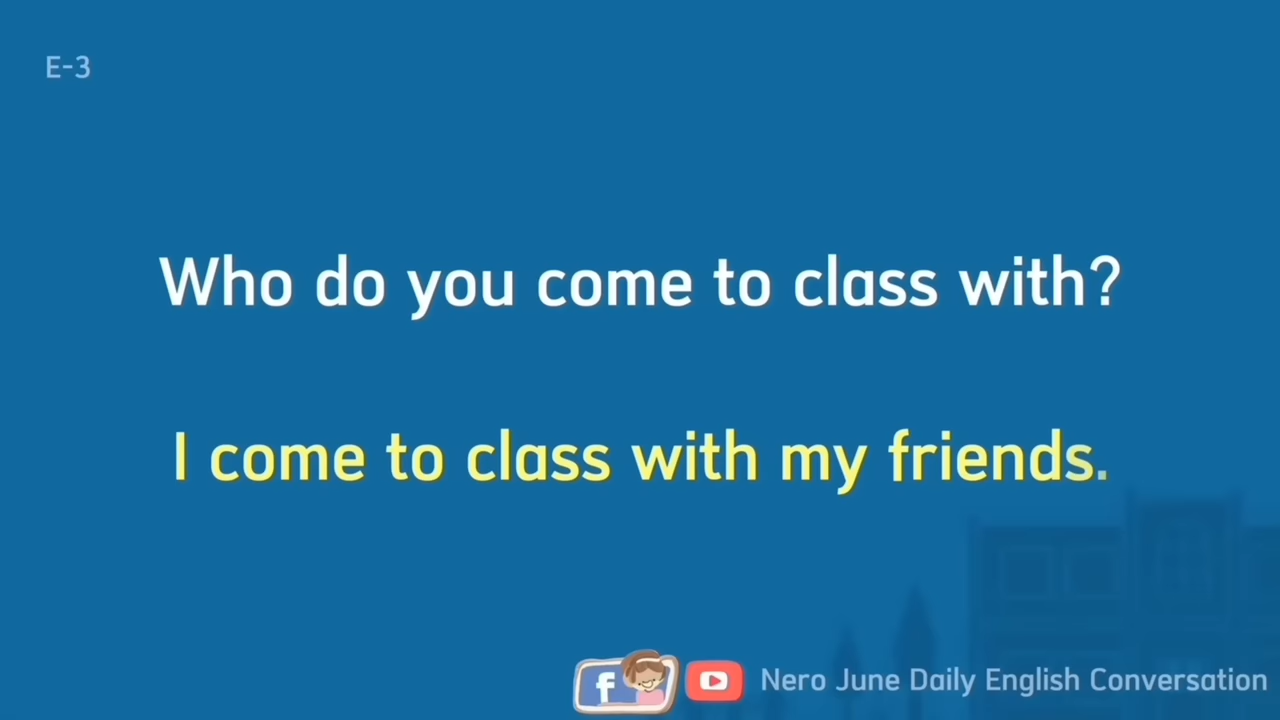 E-3
Who do you come to class with?
I come to class with my friends.
f Nero June Daily English Conversation